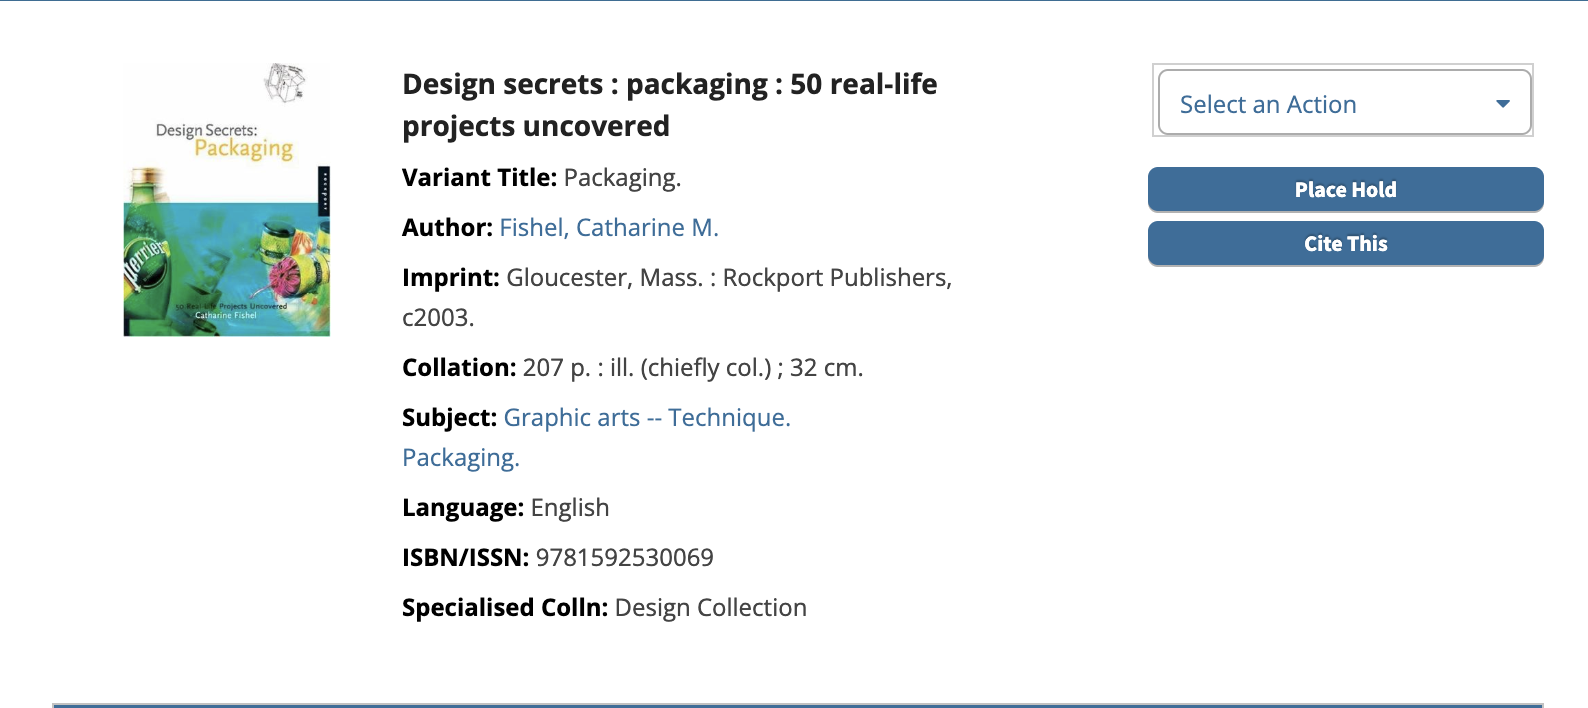 Design Secrets:
Packaging
Perrier
50 Real-Life Projects Uncovered
Catharine Fishel
Design secrets : packaging : 50 real-life
projects uncovered
Variant Title: Packaging.
Author: Fishel, Catharine M.
Imprint: Gloucester, Mass. : Rockport Publishers,
c2003.
Collation: 207 p. : ill. (chiefly col.) ; 32 cm.
Subject: Graphic arts -- Technique.
Packaging.
Language: English
ISBN/ISSN: 9781592530069
Specialised Colln: Design Collection
Select an Action
Place Hold
Cite This